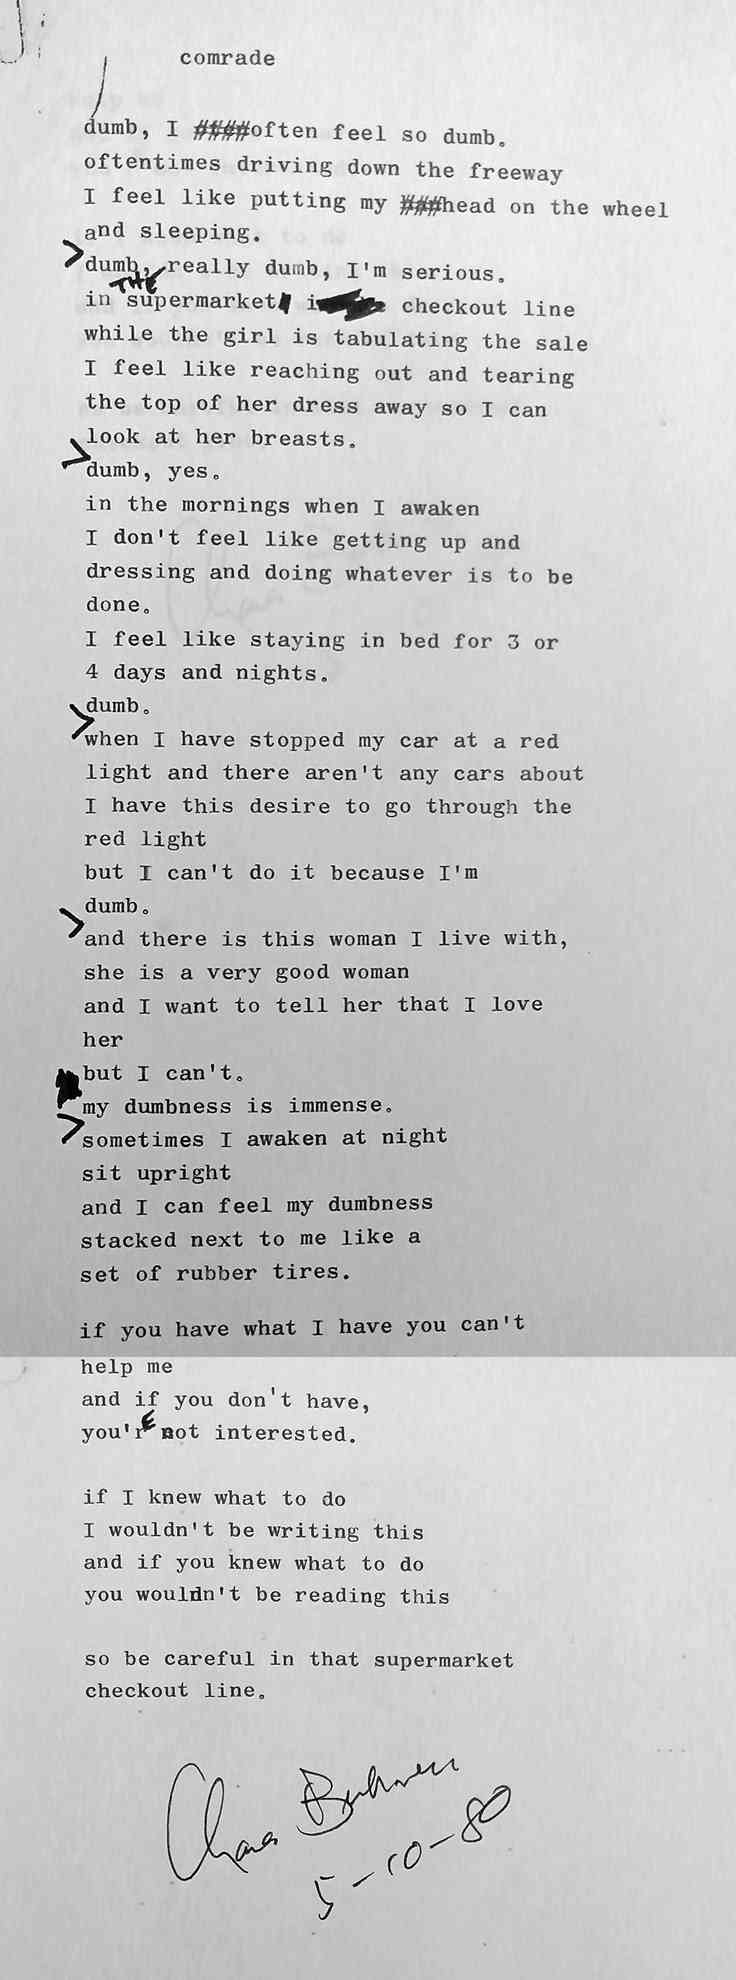 comrade
dumb, I ####often feel so dumb.
oftentimes driving down the freeway
I feel like putting my ###head on the wheel
and sleeping.
dumb, really dumb, I'm serious.
in THE supermarket checkout line
while the girl is tabulating the sale
I feel like reaching out and tearing
the top of her dress away so I can
look at her breasts.
dumb, yes.
in the mornings when I awaken
I don't feel like getting up and
dressing and doing whatever is to be
done.
I feel like staying in bed for 3 or
4 days and nights.
dumb.
when I have stopped my car at a red
light and there aren't any cars about
I have this desire to go through the
red light
but I can't do it because I'm
dumb.
and there is this woman I live with,
she is a very good woman
and I want to tell her that I love
her
but I can't.
my dumbness is immense.
sometimes I awaken at night
sit upright
and I can feel my dumbness
stacked next to me like a
set of rubber tires.
if you have what I have you can't
help me
and if you don't have,
you'rE not interested.
if I knew what to do
I wouldn't be writing this
and if you knew what to do
you wouldn't be reading this
so be careful in that supermarket
checkout line.
Charles Bukowski
5-10-80